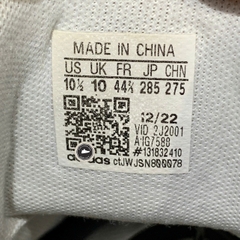 MADE IN CHINA
US UK FR JP CHN
10½ 10 44⅔ 285 275
12/22
VID 2J2001
#131832410
adidas